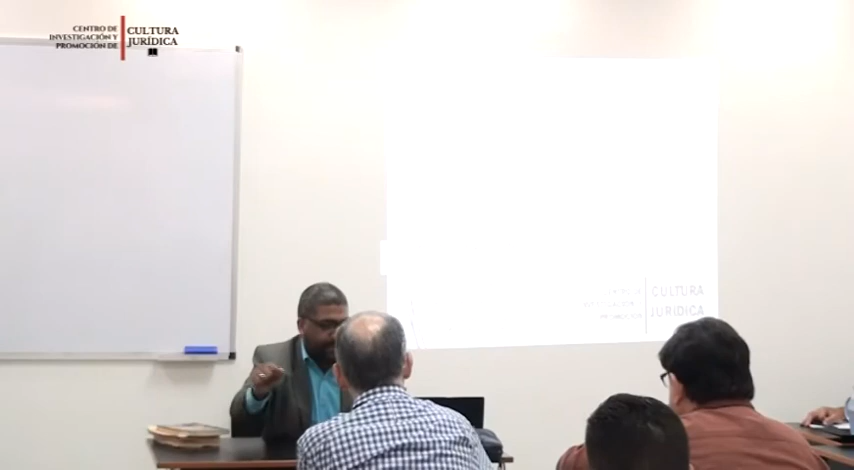 CENTRO DE
INVESTIGACIÓN Y
PROMOCIÓN DE
CULTURA
JURÍDICA
CULTURA
JURÍDICA